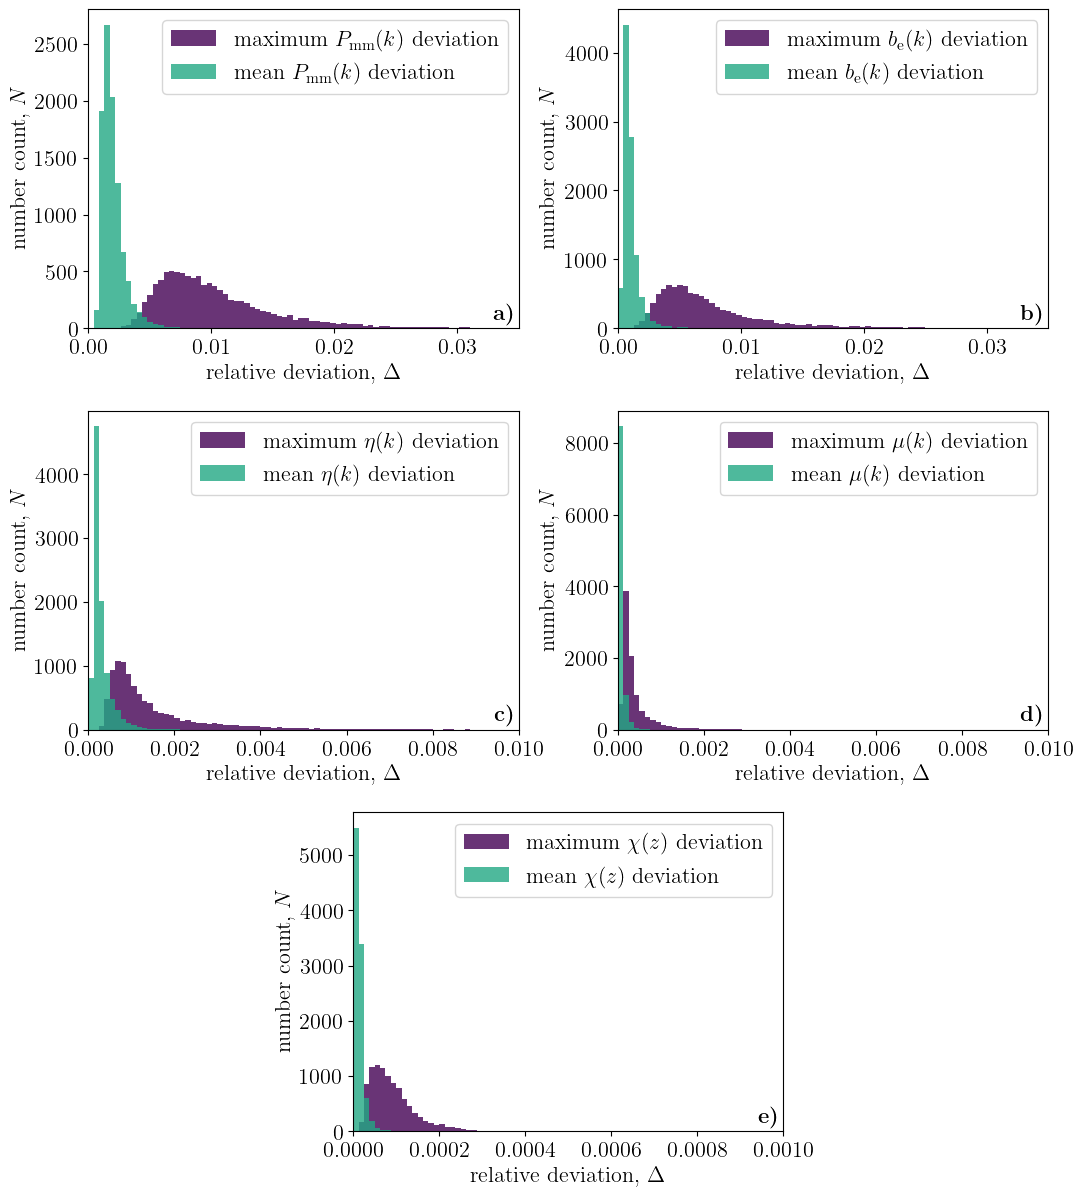 maximum P_mm(k) deviation
mean P_mm(k) deviation
number count, N
2500
2000
1500
1000
500
0
0.00 0.01 0.02 0.03
relative deviation, Δ
a)
maximum b_e(k) deviation
mean b_e(k) deviation
number count, N
4000
3000
2000
1000
0
0.00 0.01 0.02 0.03
relative deviation, Δ
b)
maximum η(k) deviation
mean η(k) deviation
number count, N
4000
3000
2000
1000
0
0.000 0.002 0.004 0.006 0.008 0.010
relative deviation, Δ
c)
maximum μ(k) deviation
mean μ(k) deviation
number count, N
8000
6000
4000
2000
0
0.000 0.002 0.004 0.006 0.008 0.010
relative deviation, Δ
d)
maximum χ(z) deviation
mean χ(z) deviation
number count, N
5000
4000
3000
2000
1000
0
0.0000 0.0002 0.0004 0.0006 0.0008 0.0010
relative deviation, Δ
e)